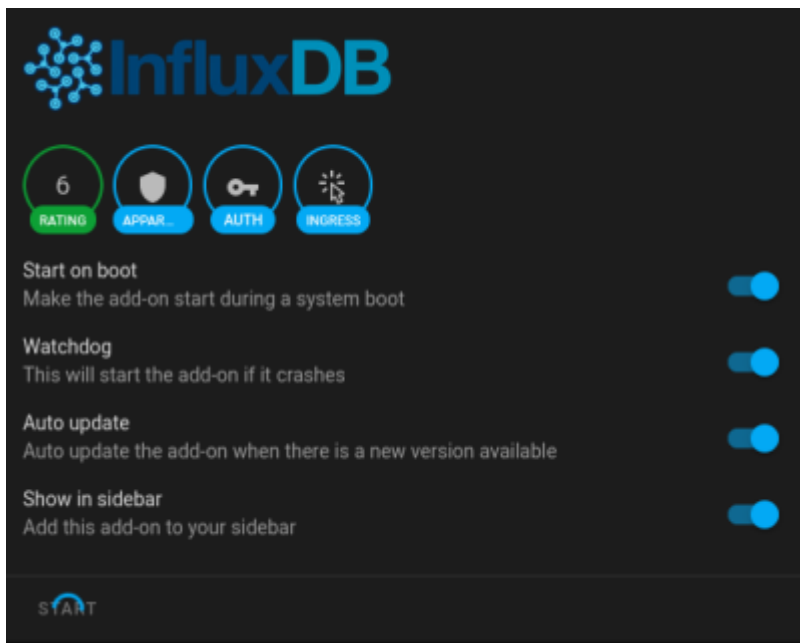 InfluxDB
6
RATING
APPAR...
AUTH
INGRESS
Start on boot
Make the add-on start during a system boot
Watchdog
This will start the add-on if it crashes
Auto update
Auto update the add-on when there is a new version available
Show in sidebar
Add this add-on to your sidebar
START